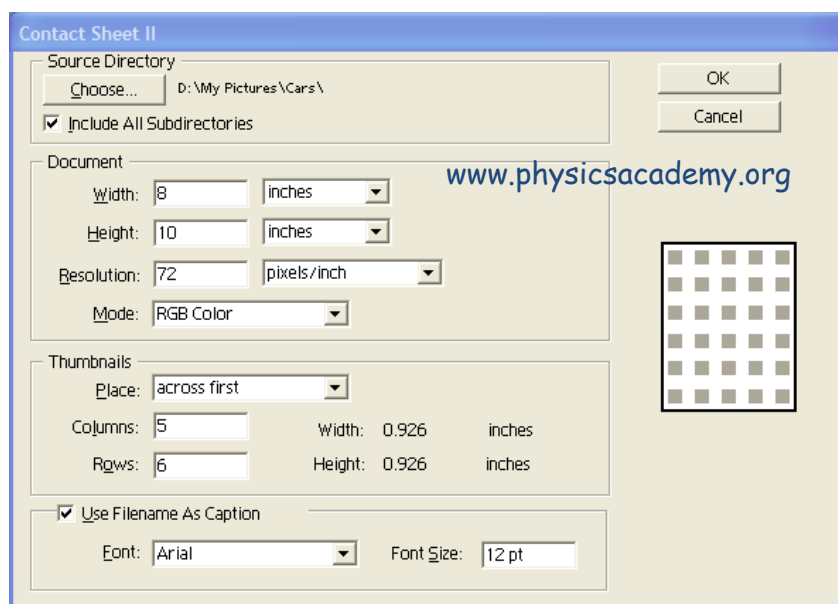 Contact Sheet II
Source Directory
Choose... D:\My Pictures\Cars\
Include All Subdirectories
OK
Cancel
Document
www.physicsacademy.org
Width: 8 inches
Height: 10 inches
Resolution: 72 pixels/inch
Mode: RGB Color
Thumbnails
Place: across first
Columns: 5 Width: 0.926 inches
Rows: 6 Height: 0.926 inches
Use Filename As Caption
Font: Arial Font Size: 12 pt